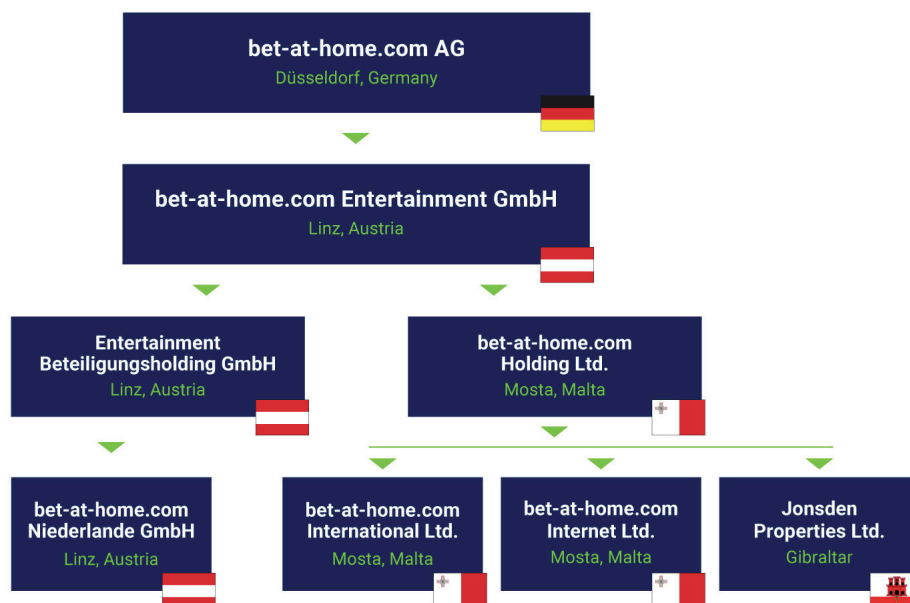 bet-at-home.com AG
Düsseldorf, Germany
bet-at-home.com Entertainment GmbH
Linz, Austria
Entertainment
Beteiligungsholding GmbH
Linz, Austria
bet-at-home.com
Holding Ltd.
Mosta, Malta
bet-at-home.com
Niederlande GmbH
Linz, Austria
bet-at-home.com
International Ltd.
Mosta, Malta
bet-at-home.com
Internet Ltd.
Mosta, Malta
Jonsden
Properties Ltd.
Gibraltar